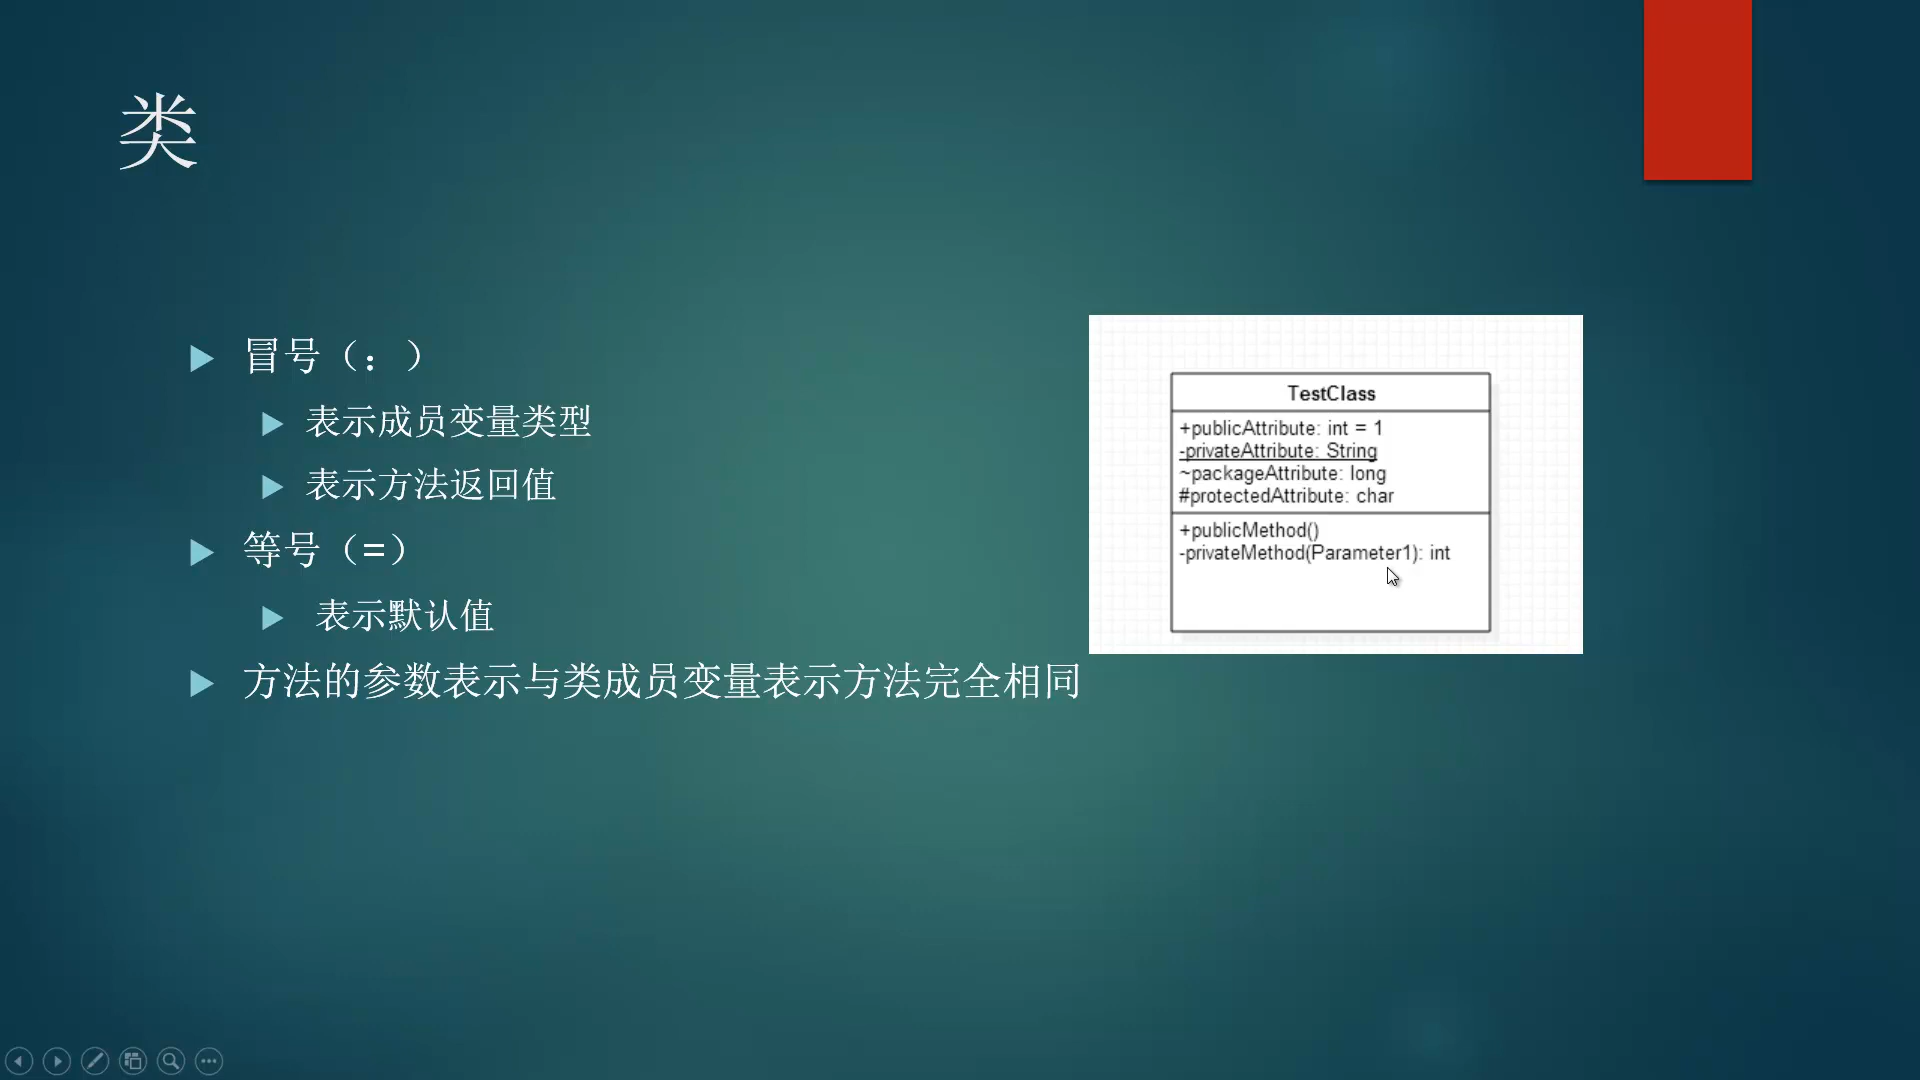 类
冒号（：）
表示成员变量类型
表示方法返回值
等号（=）
表示默认值
方法的参数表示与类成员变量表示方法完全相同
TestClass
+publicAttribute: int = 1
-privateAttribute: String
~packageAttribute: long
#protectedAttribute: char
+publicMethod()
-privateMethod(Parameter1): int